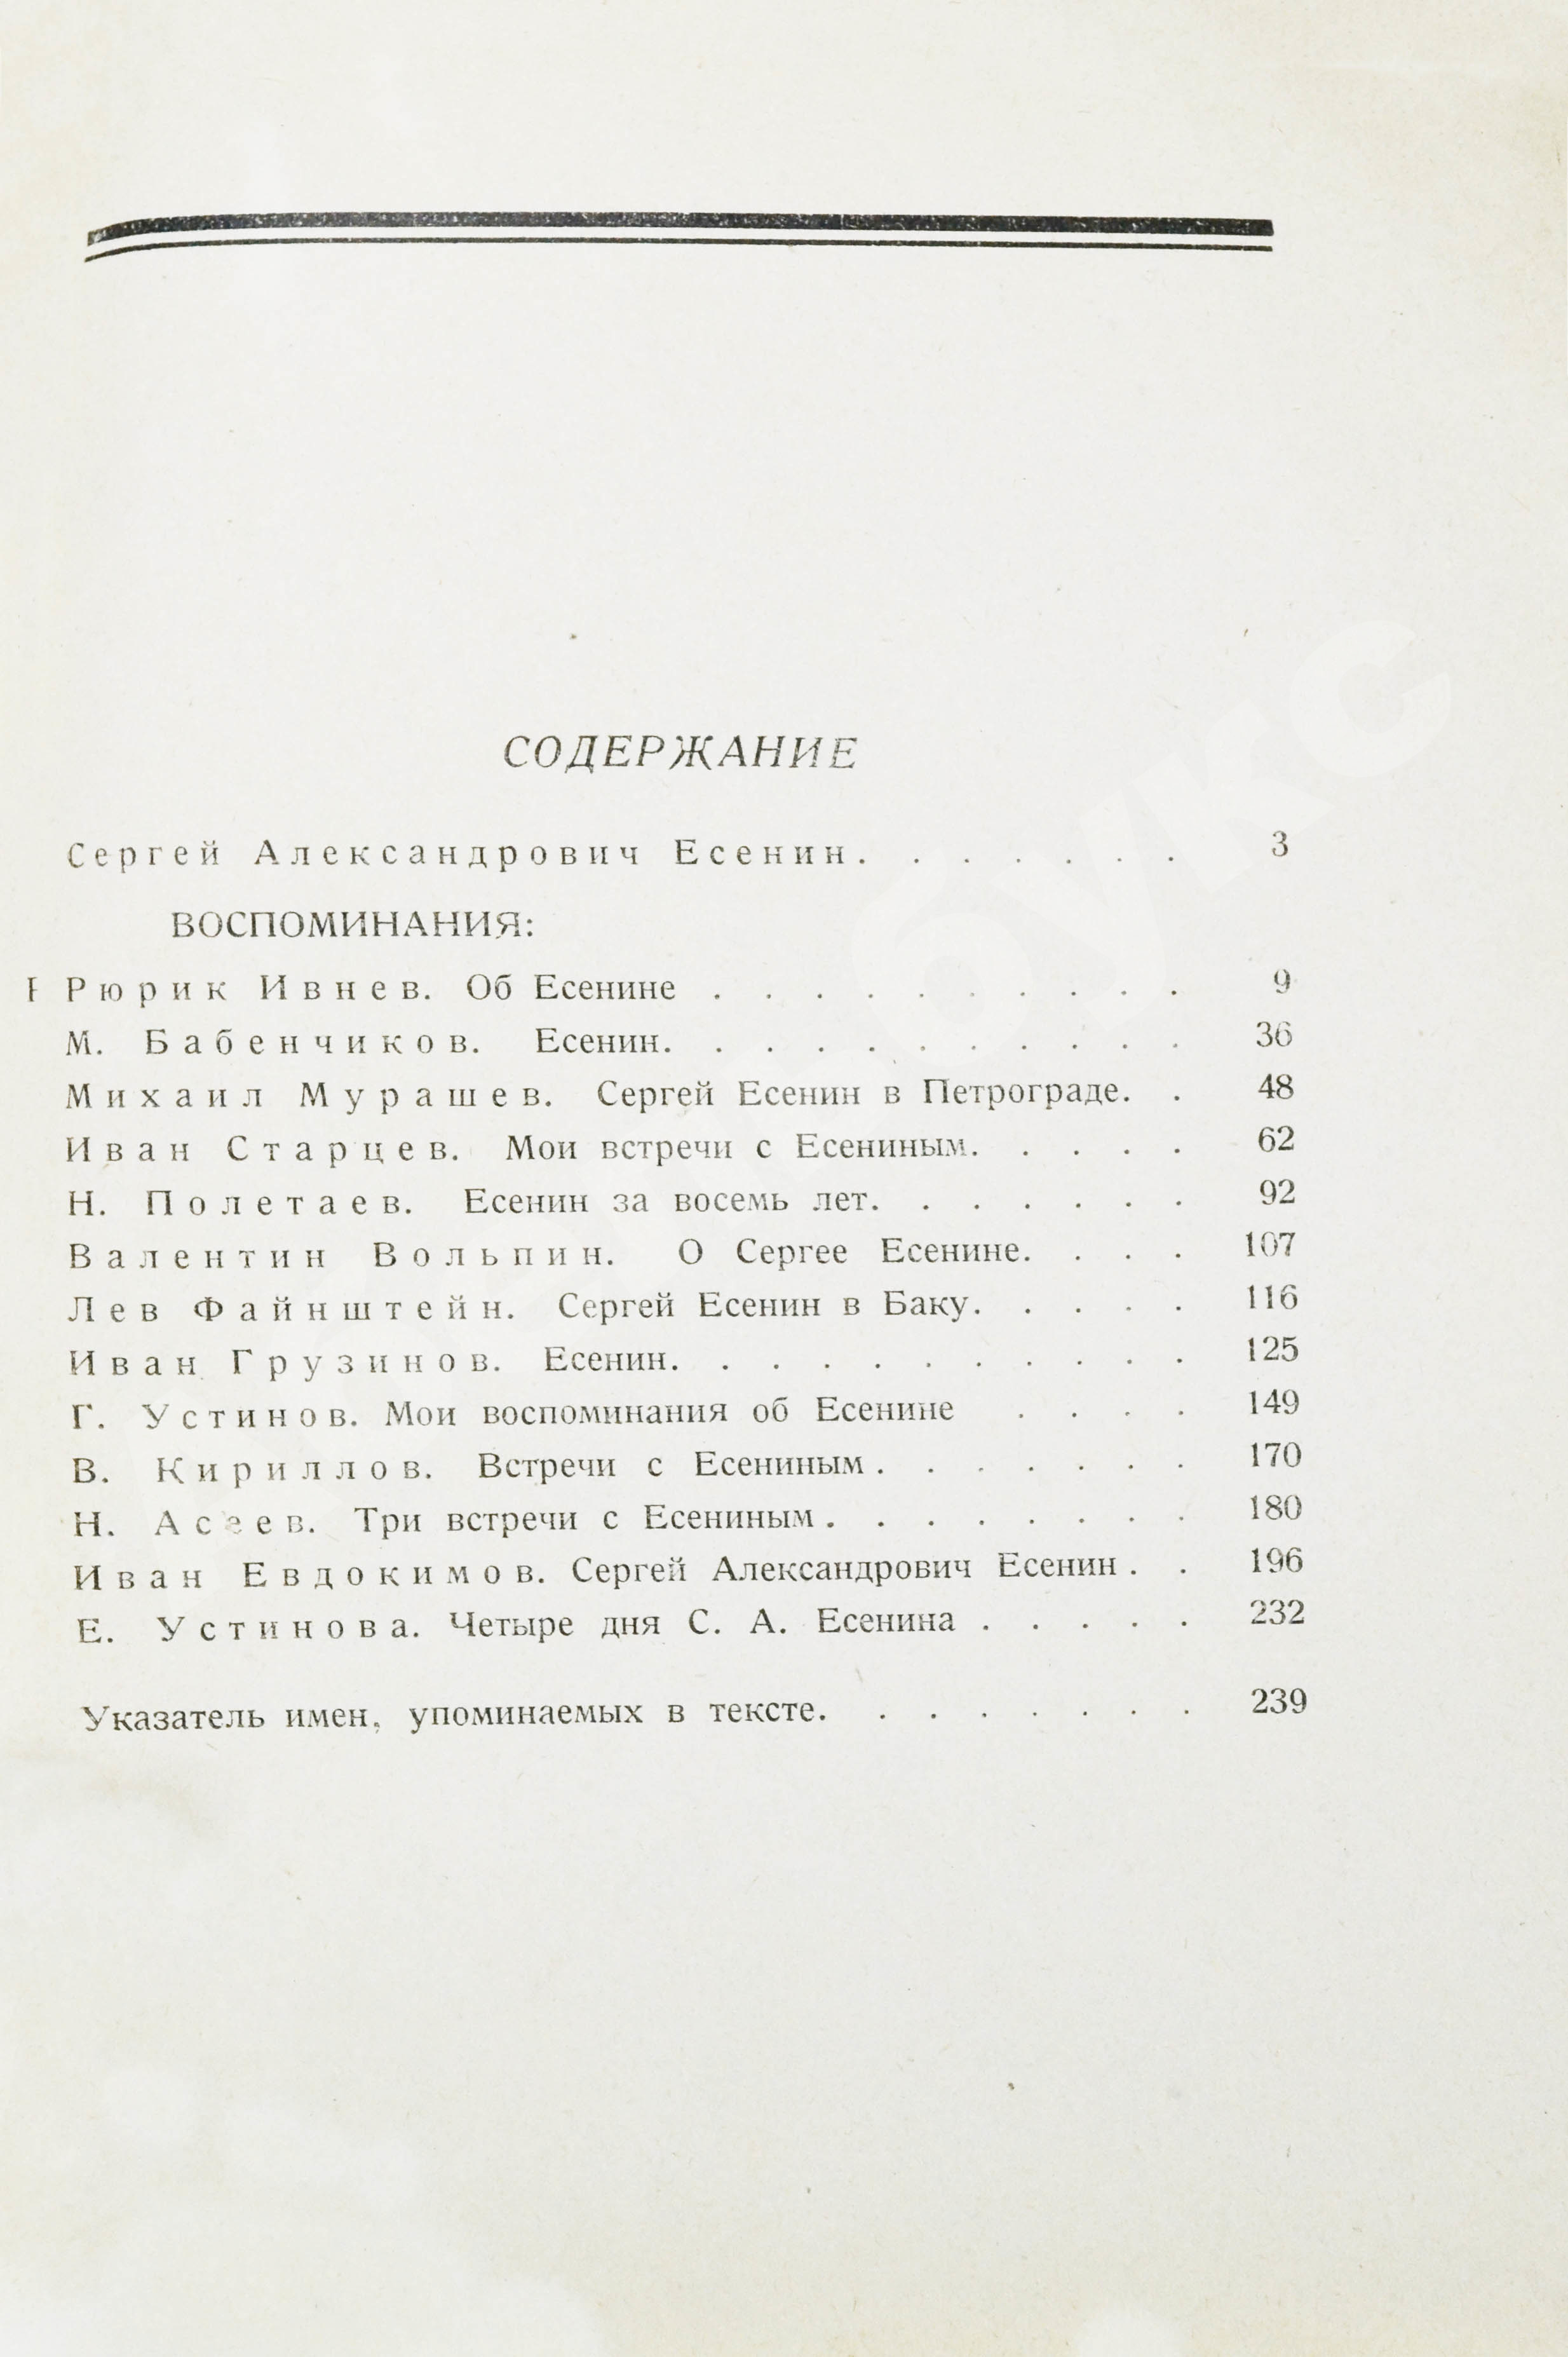 СОДЕРЖАНИЕ
Сергей Александрович Есенин. . . . . . . 3
ВОСПОМИНАНИЯ:
Рюрик Ивнев. Об Есенине . . . . . . . . . . 9
М. Бабенчиков. Есенин. . . . . . . . . . . 36
Михаил Мурашев. Сергей Есенин в Петрограде. . 48
Иван Старцев. Мои встречи с Есениным. . . . . 62
Н. Полетаев. Есенин за восемь лет. . . . . . . 92
Валентин Вольпин. О Сергее Есенине. . . . 107
Лев Файнштейн. Сергей Есенин в Баку. . . . . 116
Иван Грузинов. Есенин. . . . . . . . . . . 125
Г. Устинов. Мои воспоминания об Есенине . . . . 149
В. Кириллов. Встречи с Есениным . . . . . . . 170
Н. Асеев. Три встречи с Есениным . . . . . . . . 180
Иван Евдокимов. Сергей Александрович Есенин . . 196
Е. Устинова. Четыре дня С. А. Есенина . . . . . 232
Указатель имен, упоминаемых в тексте. . . . . . . . 239